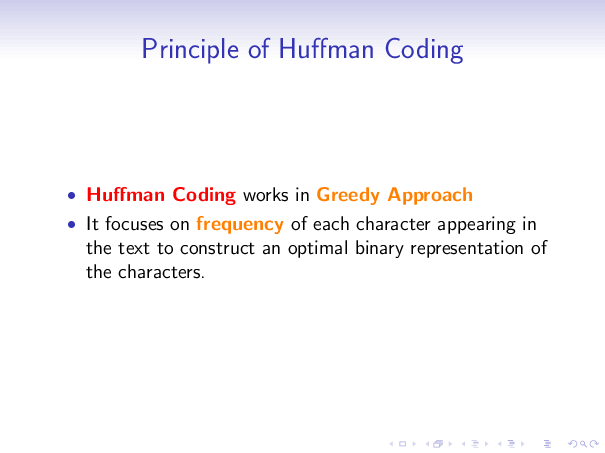 Principle of Huffman Coding
• Huffman Coding works in Greedy Approach
• It focuses on frequency of each character appearing in
the text to construct an optimal binary representation of
the characters.